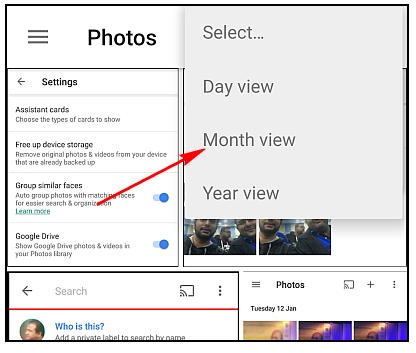 Photos
Select...
Day view
Month view
Year view
Settings
Assistant cards
Choose the types of cards to show
Free up device storage
Remove original photos & videos from your device
that are already backed up
Group similar faces
Auto group photos with matching faces
for easier search & organization
Learn more
Google Drive
Show Google Drive photos & videos in
your Photos library
Search
Who is this?
Add a private label to search by name
Photos
Tuesday 12 Jan